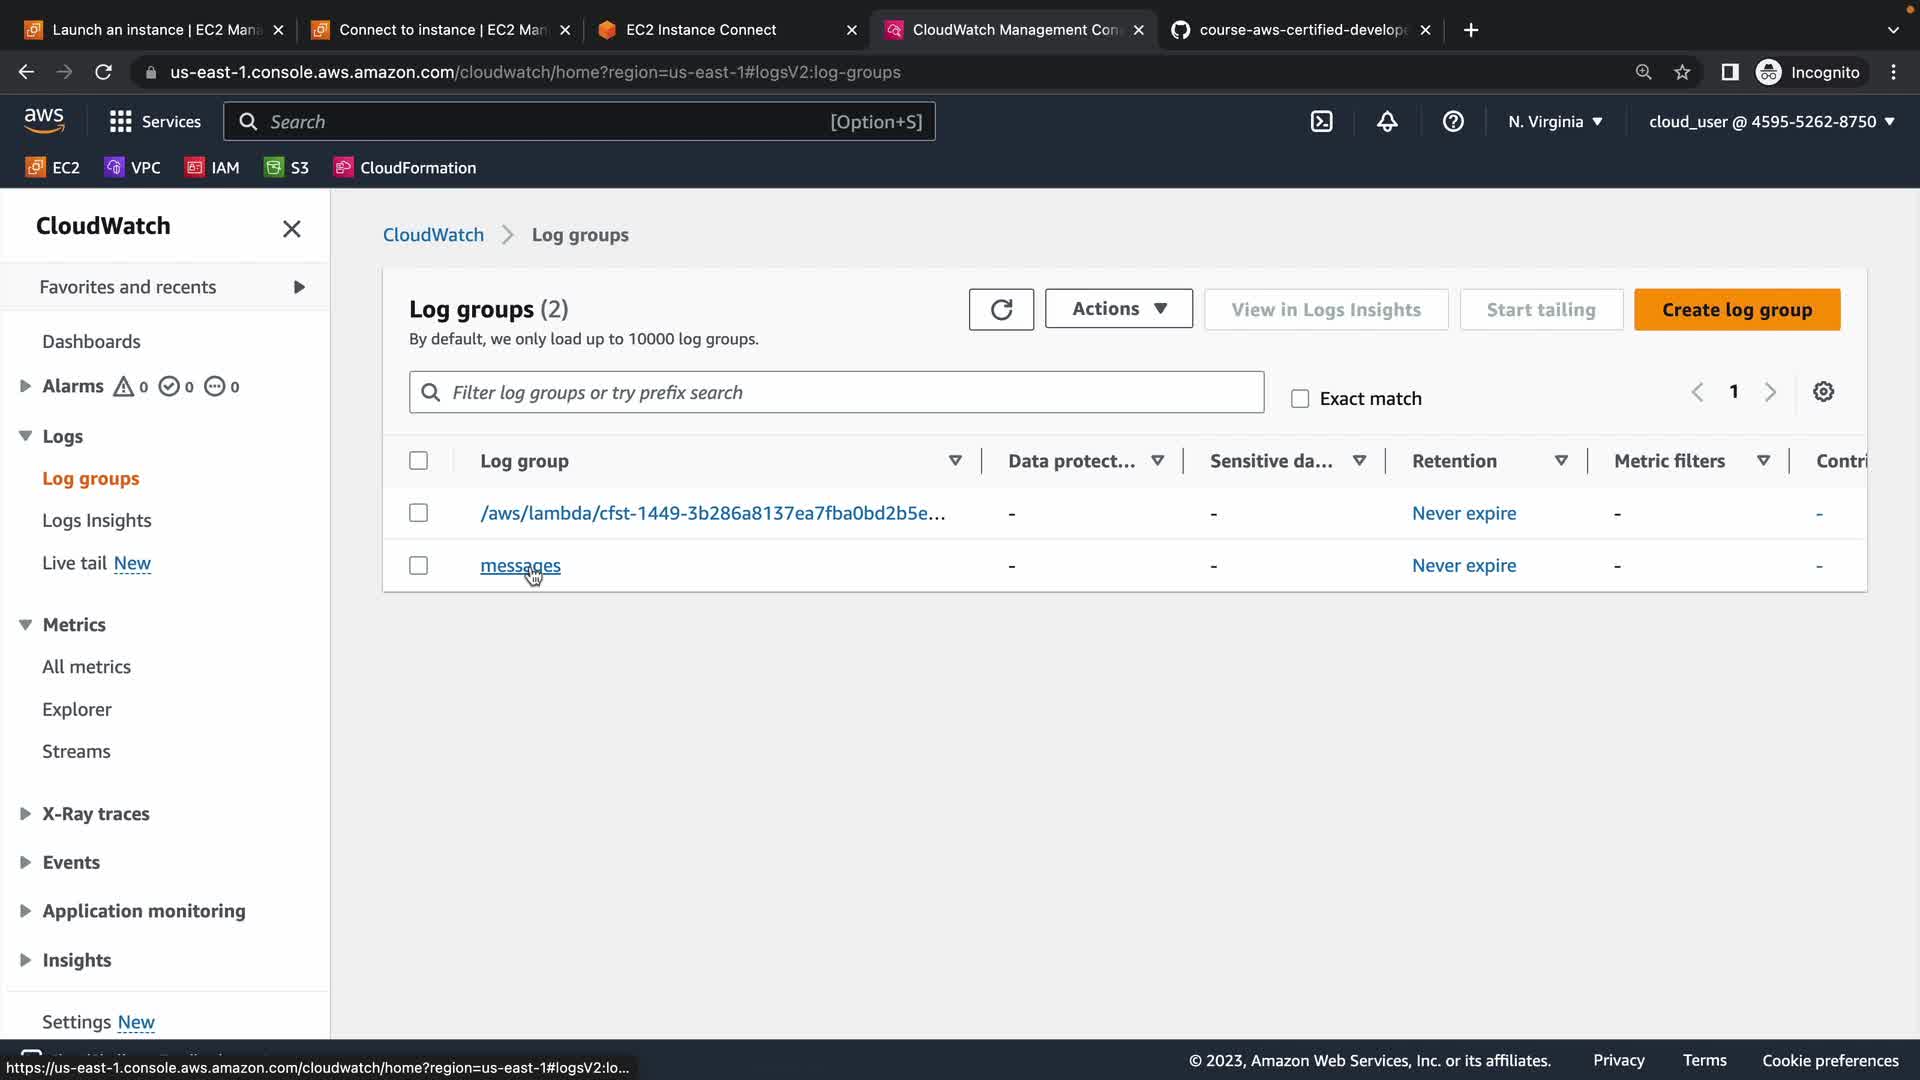 Launch an instance | EC2 Mana
Connect to instance | EC2 Man
EC2 Instance Connect
CloudWatch Management Con
course-aws-certified-develope
us-east-1.console.aws.amazon.com/cloudwatch/home?region=us-east-1#logsV2:log-groups
Incognito
aws
Services
Search
[Option+S]
N. Virginia
cloud_user @ 4595-5262-8750
EC2
VPC
IAM
S3
CloudFormation
CloudWatch
Favorites and recents
Dashboards
Alarms 0 0 0
Logs
Log groups
Logs Insights
Live tail New
Metrics
All metrics
Explorer
Streams
X-Ray traces
Events
Application monitoring
Insights
Settings New
CloudWatch > Log groups
Log groups (2)
By default, we only load up to 10000 log groups.
Actions
View in Logs Insights
Start tailing
Create log group
Filter log groups or try prefix search
Exact match
1
Log group
Data protect...
Sensitive da...
Retention
Metric filters
Contri
/aws/lambda/cfst-1449-3b286a8137ea7fba0bd2b5e... - - Never expire - -
messages - - Never expire - -
https://us-east-1.console.aws.amazon.com/cloudwatch/home?region=us-east-1#logsV2:lo...
© 2023, Amazon Web Services, Inc. or its affiliates.
Privacy
Terms
Cookie preferences